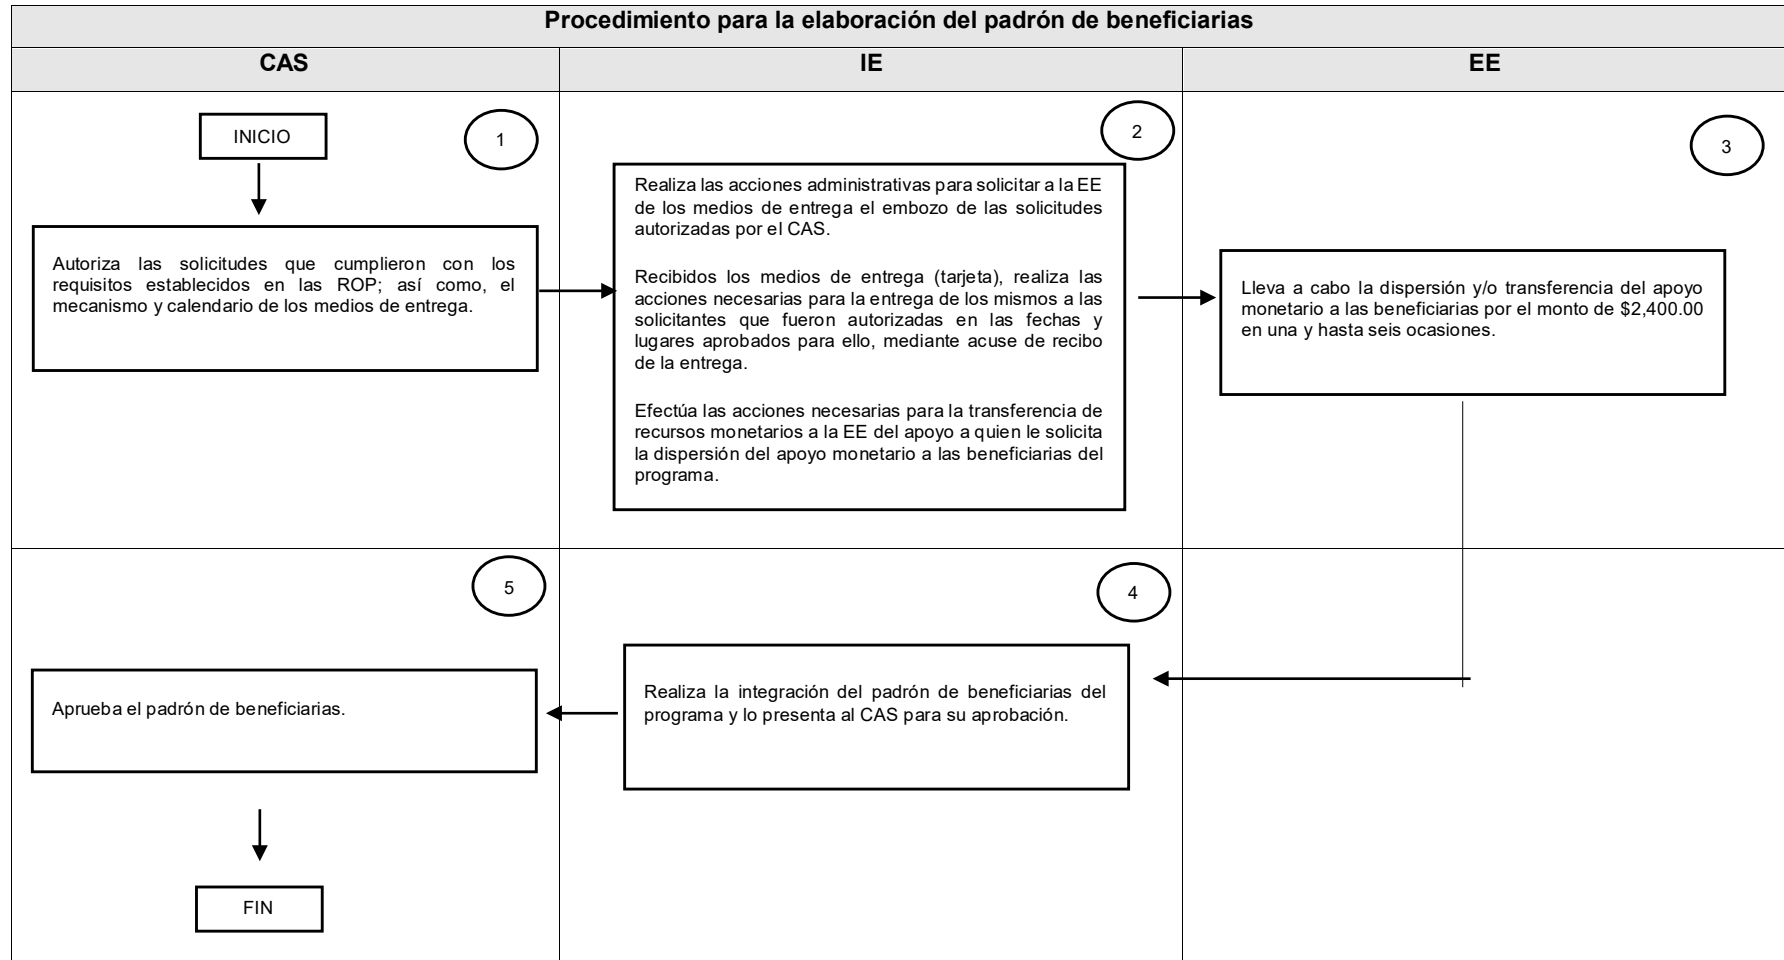 Procedimiento para la elaboración del padrón de beneficiarias
CAS
IE
EE
INICIO
1
Autoriza las solicitudes que cumplieron con los
requisitos establecidos en las ROP; así como, el
mecanismo y calendario de los medios de entrega.
2
Realiza las acciones administrativas para solicitar a la EE
de los medios de entrega el embozo de las solicitudes
autorizadas por el CAS.
Recibidos los medios de entrega (tarjeta), realiza las
acciones necesarias para la entrega de los mismos a las
solicitantes que fueron autorizadas en las fechas y
lugares aprobados para ello, mediante acuse de recibo
de la entrega.
Efectúa las acciones necesarias para la transferencia de
recursos monetarios a la EE del apoyo a quien le solicita
la dispersión del apoyo monetario a las beneficiarias del
programa.
3
Lleva a cabo la dispersión y/o transferencia del apoyo
monetario a las beneficiarias por el monto de $2,400.00
en una y hasta seis ocasiones.
4
Realiza la integración del padrón de beneficiarias del
programa y lo presenta al CAS para su aprobación.
5
Aprueba el padrón de beneficiarias.
FIN